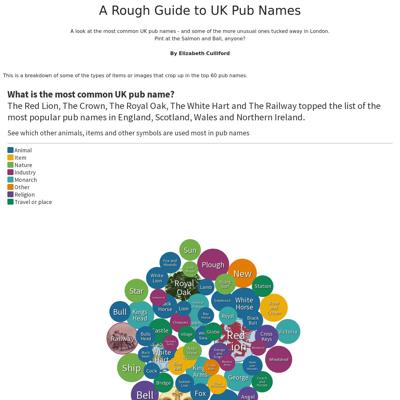 A Rough Guide to UK Pub Names
A look at the most common UK pub names - and some of the more unusual ones tucked away in London.
Pint at the Salmon and Ball, anyone?
By Elizabeth Culliford
This is a breakdown of some of the types of items or images that crop up in the top 60 pub names.
What is the most common UK pub name?
The Red Lion, The Crown, The Royal Oak, The White Hart and The Railway topped the list of the
most popular pub names in England, Scotland, Wales and Northern Ireland.
See which other animals, items and other symbols are used most in pub names
Animal
Item
Nature
Industry
Monarch
Other
Religion
Travel or place
Sun
Plough
White
Lion
New
Royal
Oak
Lamb
Station
Star
White
Horse
Bull
Kings
Head
Royal
Black
Bull
Castle
Globe
Cross
Keys
Victoria
Railway
Red
Lion
White
Hart
Wheatsheaf
Ship
Cock
Kings
Arms
George
Bridge
Bell
Fox
Angel